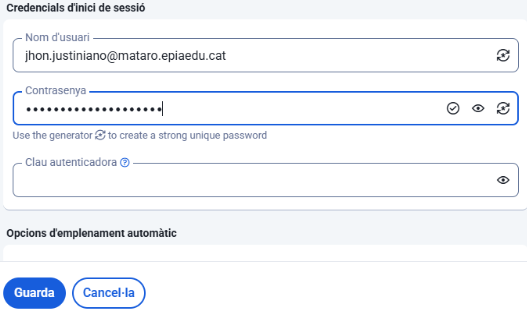 Credencials d'inici de sessió
Nom d'usuari
jhon.justiniano@mataro.epiaedu.cat
Contrasenya
••••••••••••••••••••
Use the generator to create a strong unique password
Clau autenticadora
Opcions d'emplenament automàtic
Guarda
Cancel·la